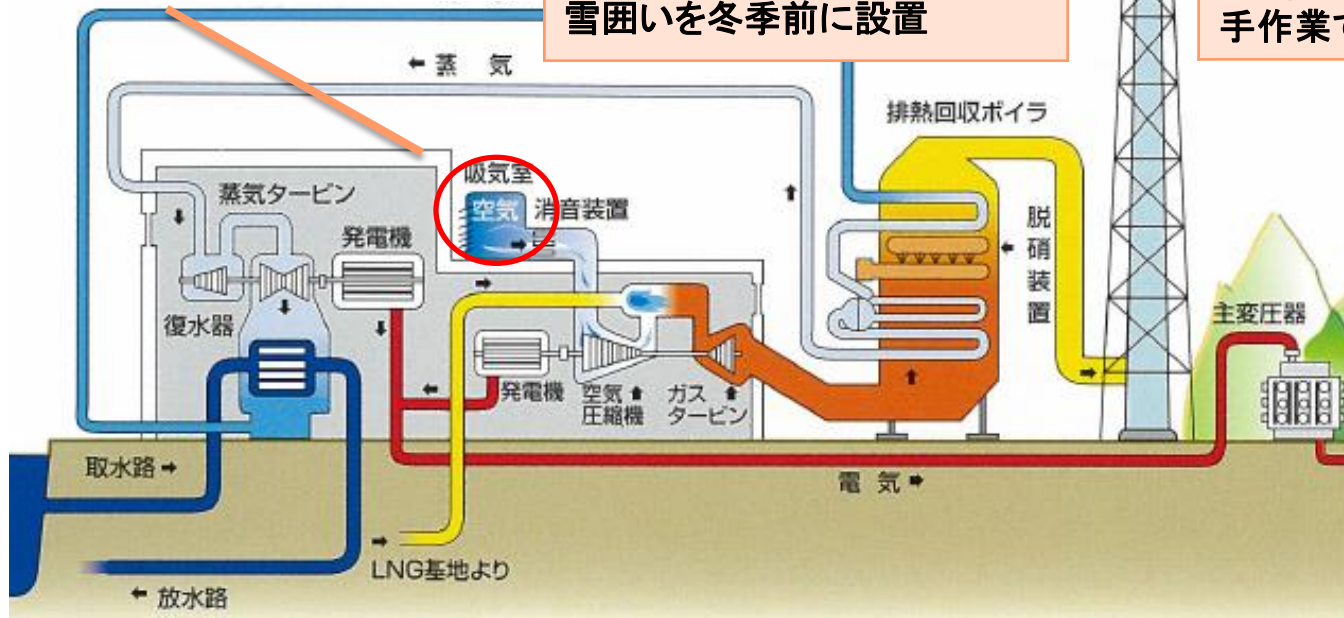 雪囲いを冬季前に設置
手作業で
←蒸 気
排熱回収ボイラ
吸気室
空気
消音装置
蒸気タービン
発電機
脱硝装置
復水器
主変圧器
発電機
空気
圧縮機
ガス
タービン
取水路→
電 気→
LNG基地より
←放水路